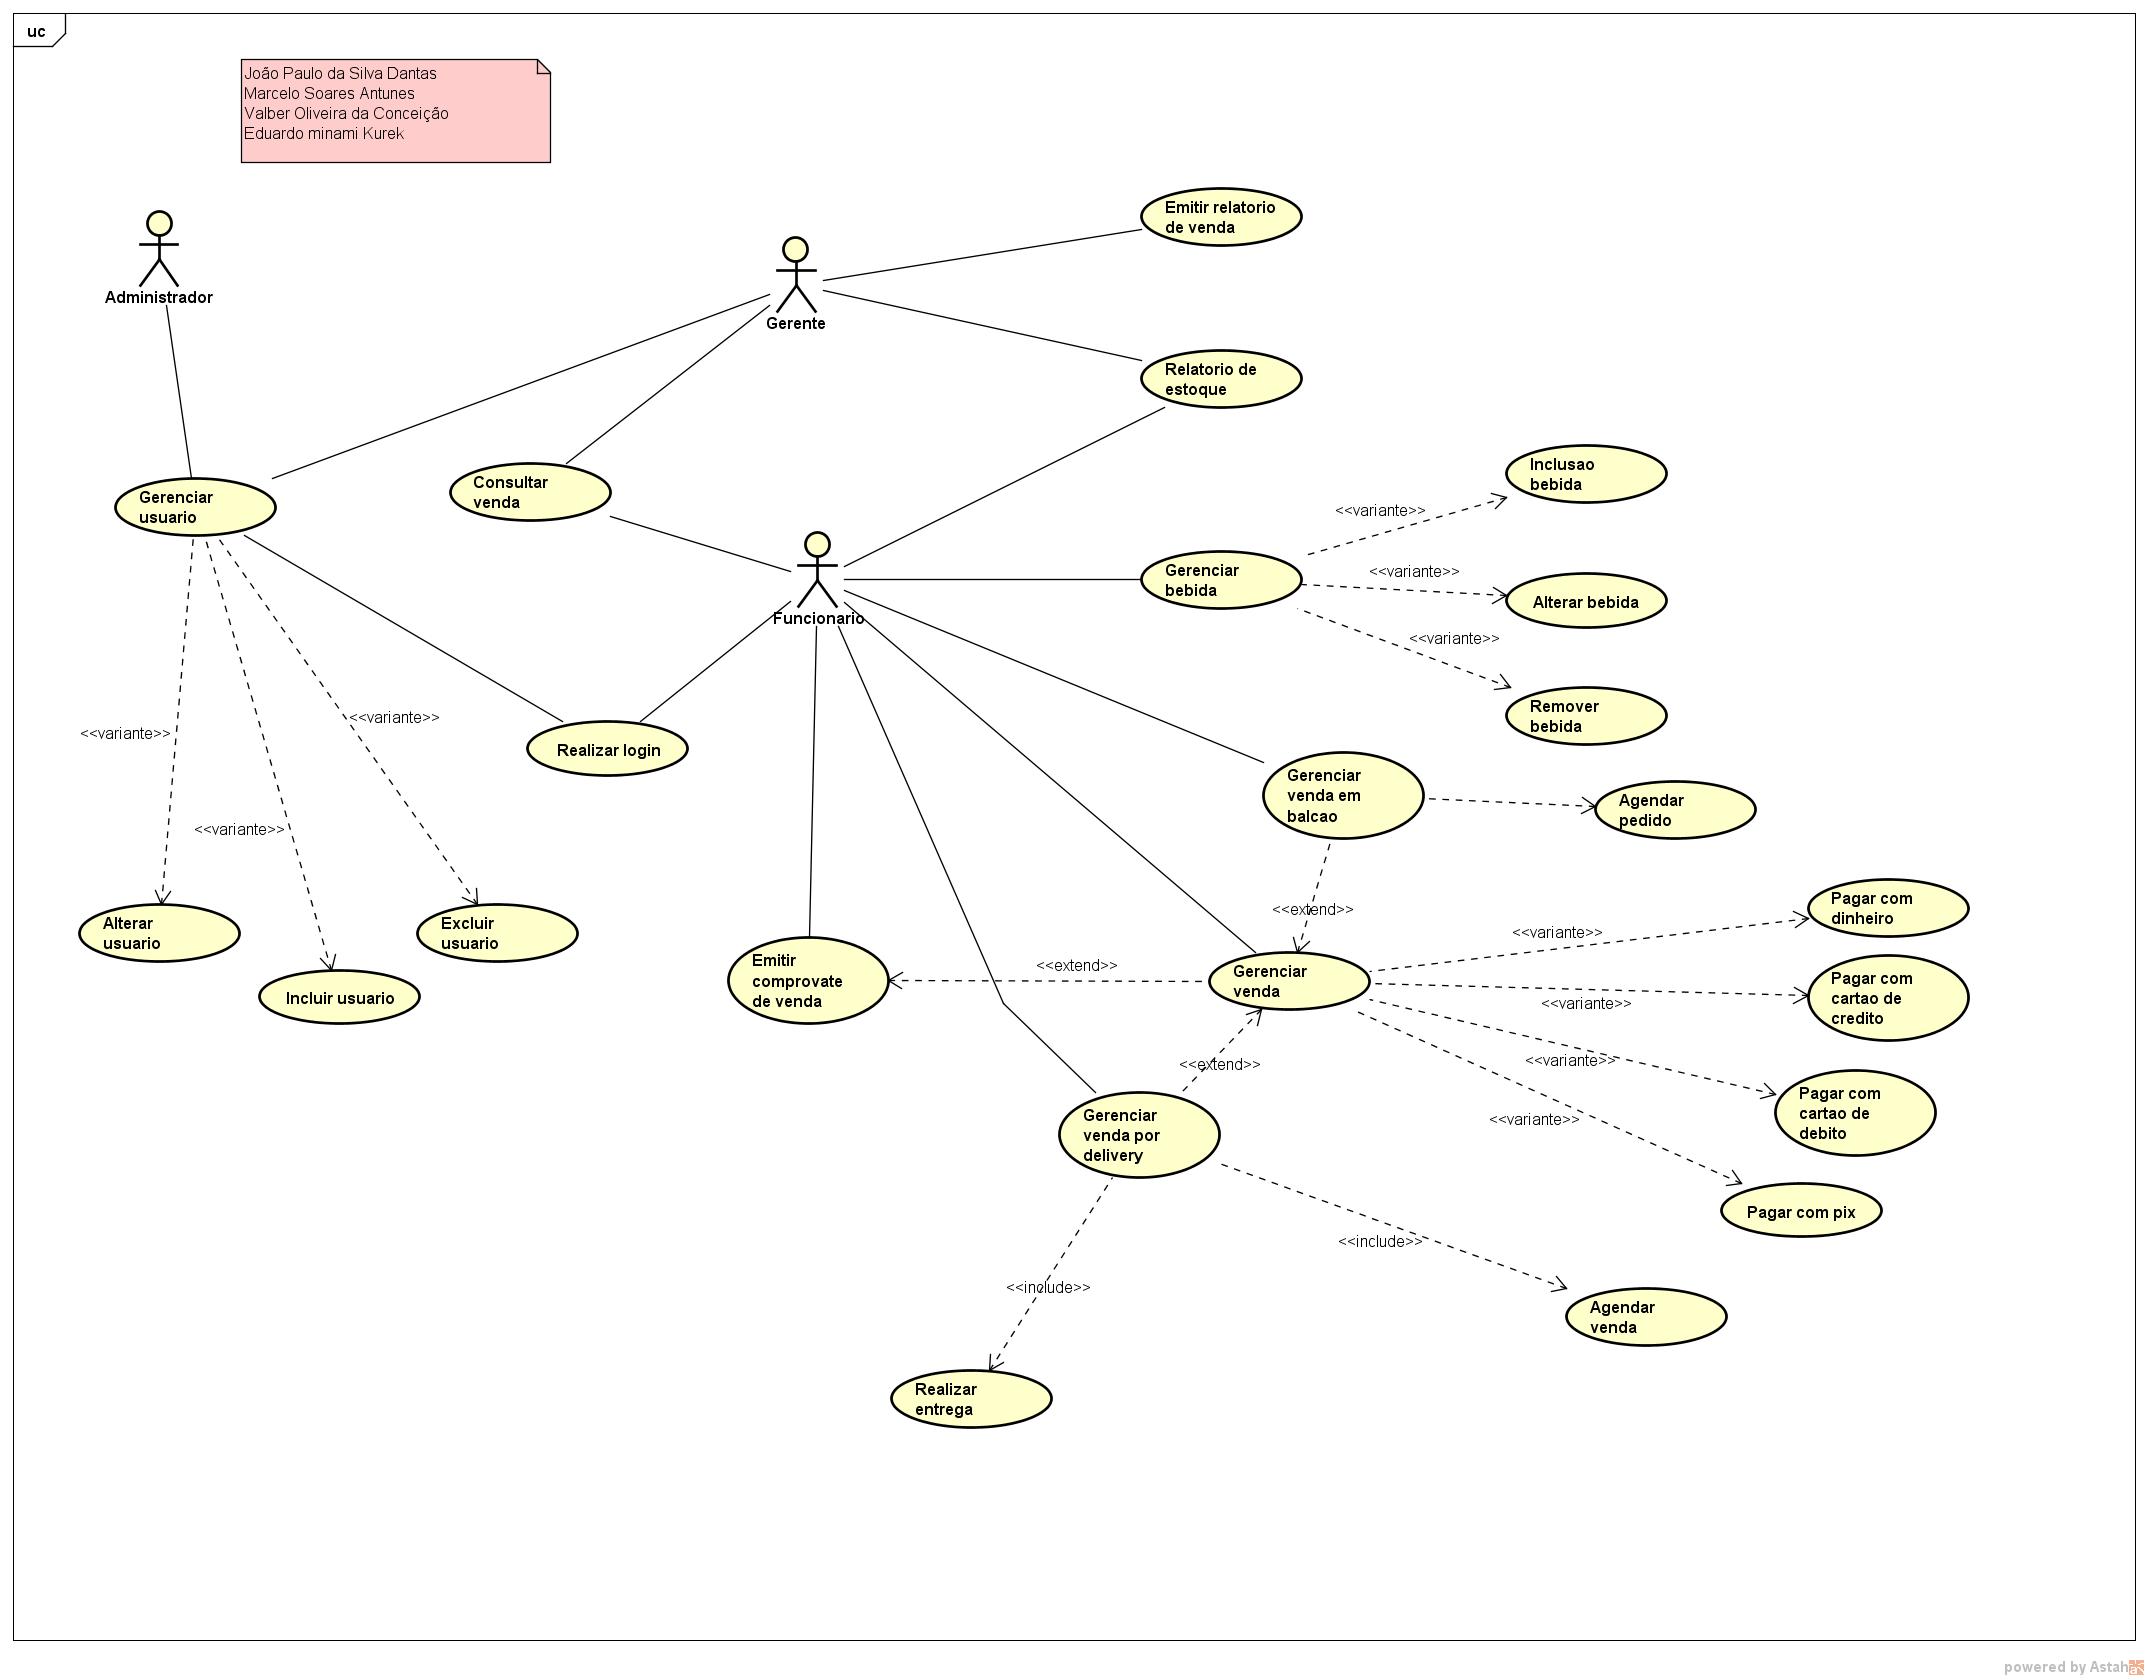 uc
João Paulo da Silva Dantas
Marcelo Soares Antunes
Valber Oliveira da Conceição
Eduardo minami Kurek
Administrador
Gerente
Emitir relatorio
de venda
Relatorio de
estoque
Gerenciar
usuario
Consultar
venda
Funcionario
Gerenciar
bebida
<<variante>>
Inclusao
bebida
<<variante>>
Alterar bebida
<<variante>>
Remover
bebida
<<variante>>
<<variante>>
<<variante>>
Realizar login
Gerenciar
venda em
balcao
Agendar
pedido
Alterar
usuario
Incluir usuario
Excluir
usuario
<<extend>>
Emitir
comprovate
de venda
<<extend>>
Gerenciar
venda
<<variante>>
Pagar com
dinheiro
<<variante>>
Pagar com
cartao de
credito
<<variante>>
Pagar com
cartao de
debito
<<variante>>
Pagar com pix
<<extend>>
Gerenciar
venda por
delivery
<<include>>
Agendar
venda
<<include>>
Realizar
entrega
powered by Astah